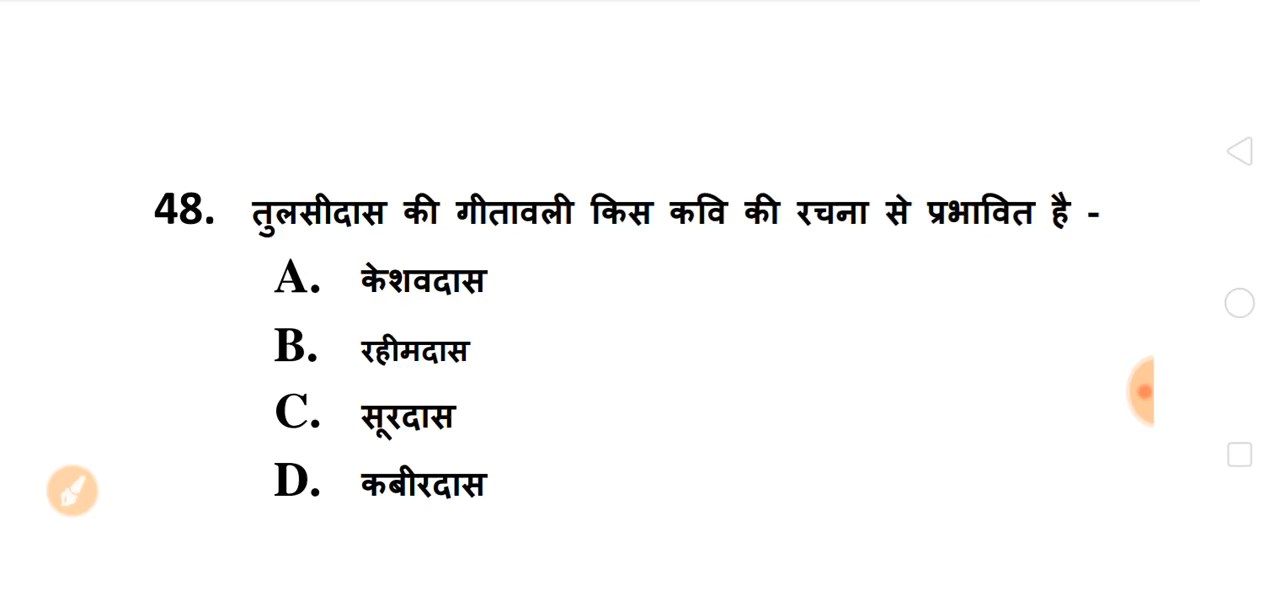 48. तुलसीदास की गीतावली किस कवि की रचना से प्रभावित है -
A. केशवदास
B. रहीमदास
C. सूरदास
D. कबीरदास